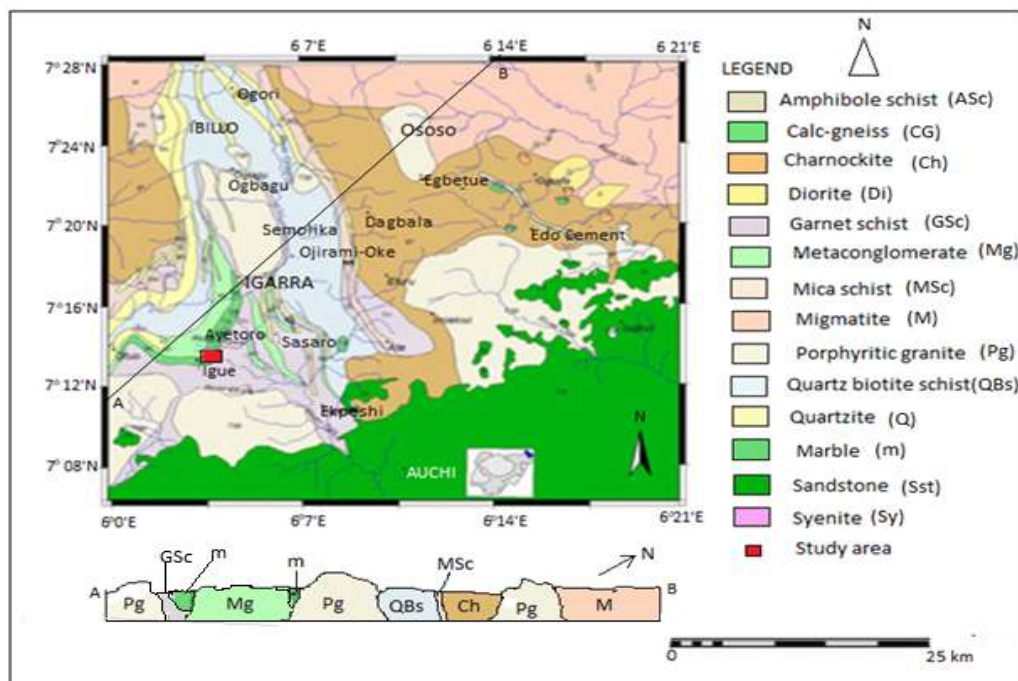 6 7'E
6 14'E
6 21'E
N
7° 28'N
B
LEGEND
Ogori
Amphibole schist (ASc)
IBILLO
Ososo
Calc-gneiss (CG)
7° 24'N
Charnockite (Ch)
Ogbagu
Egbetue
Diorite (Di)
7° 20'N
Semolika
Dagbala
Edo Cement
Garnet schist (GSc)
Ojirami-Oke
Metaconglomerate (Mg)
IGARRA
Mica schist (MSc)
7° 16'N
Migmatite (M)
Ayetoro
Sasaro
Porphyritic granite (Pg)
Igue
7° 12'N
Quartz biotite schist(QBs)
A
Ekpeshi
Quartzite (Q)
N
Marble (m)
7° 08'N
AUCHI
Sandstone (Sst)
6°0'E
6°7'E
6°14'E
6°21'E
Syenite (Sy)
Study area
GSc
m
m
MSc
N
A
B
Pg
Mg
Pg
QBs
Ch
Pg
M
0
25 km